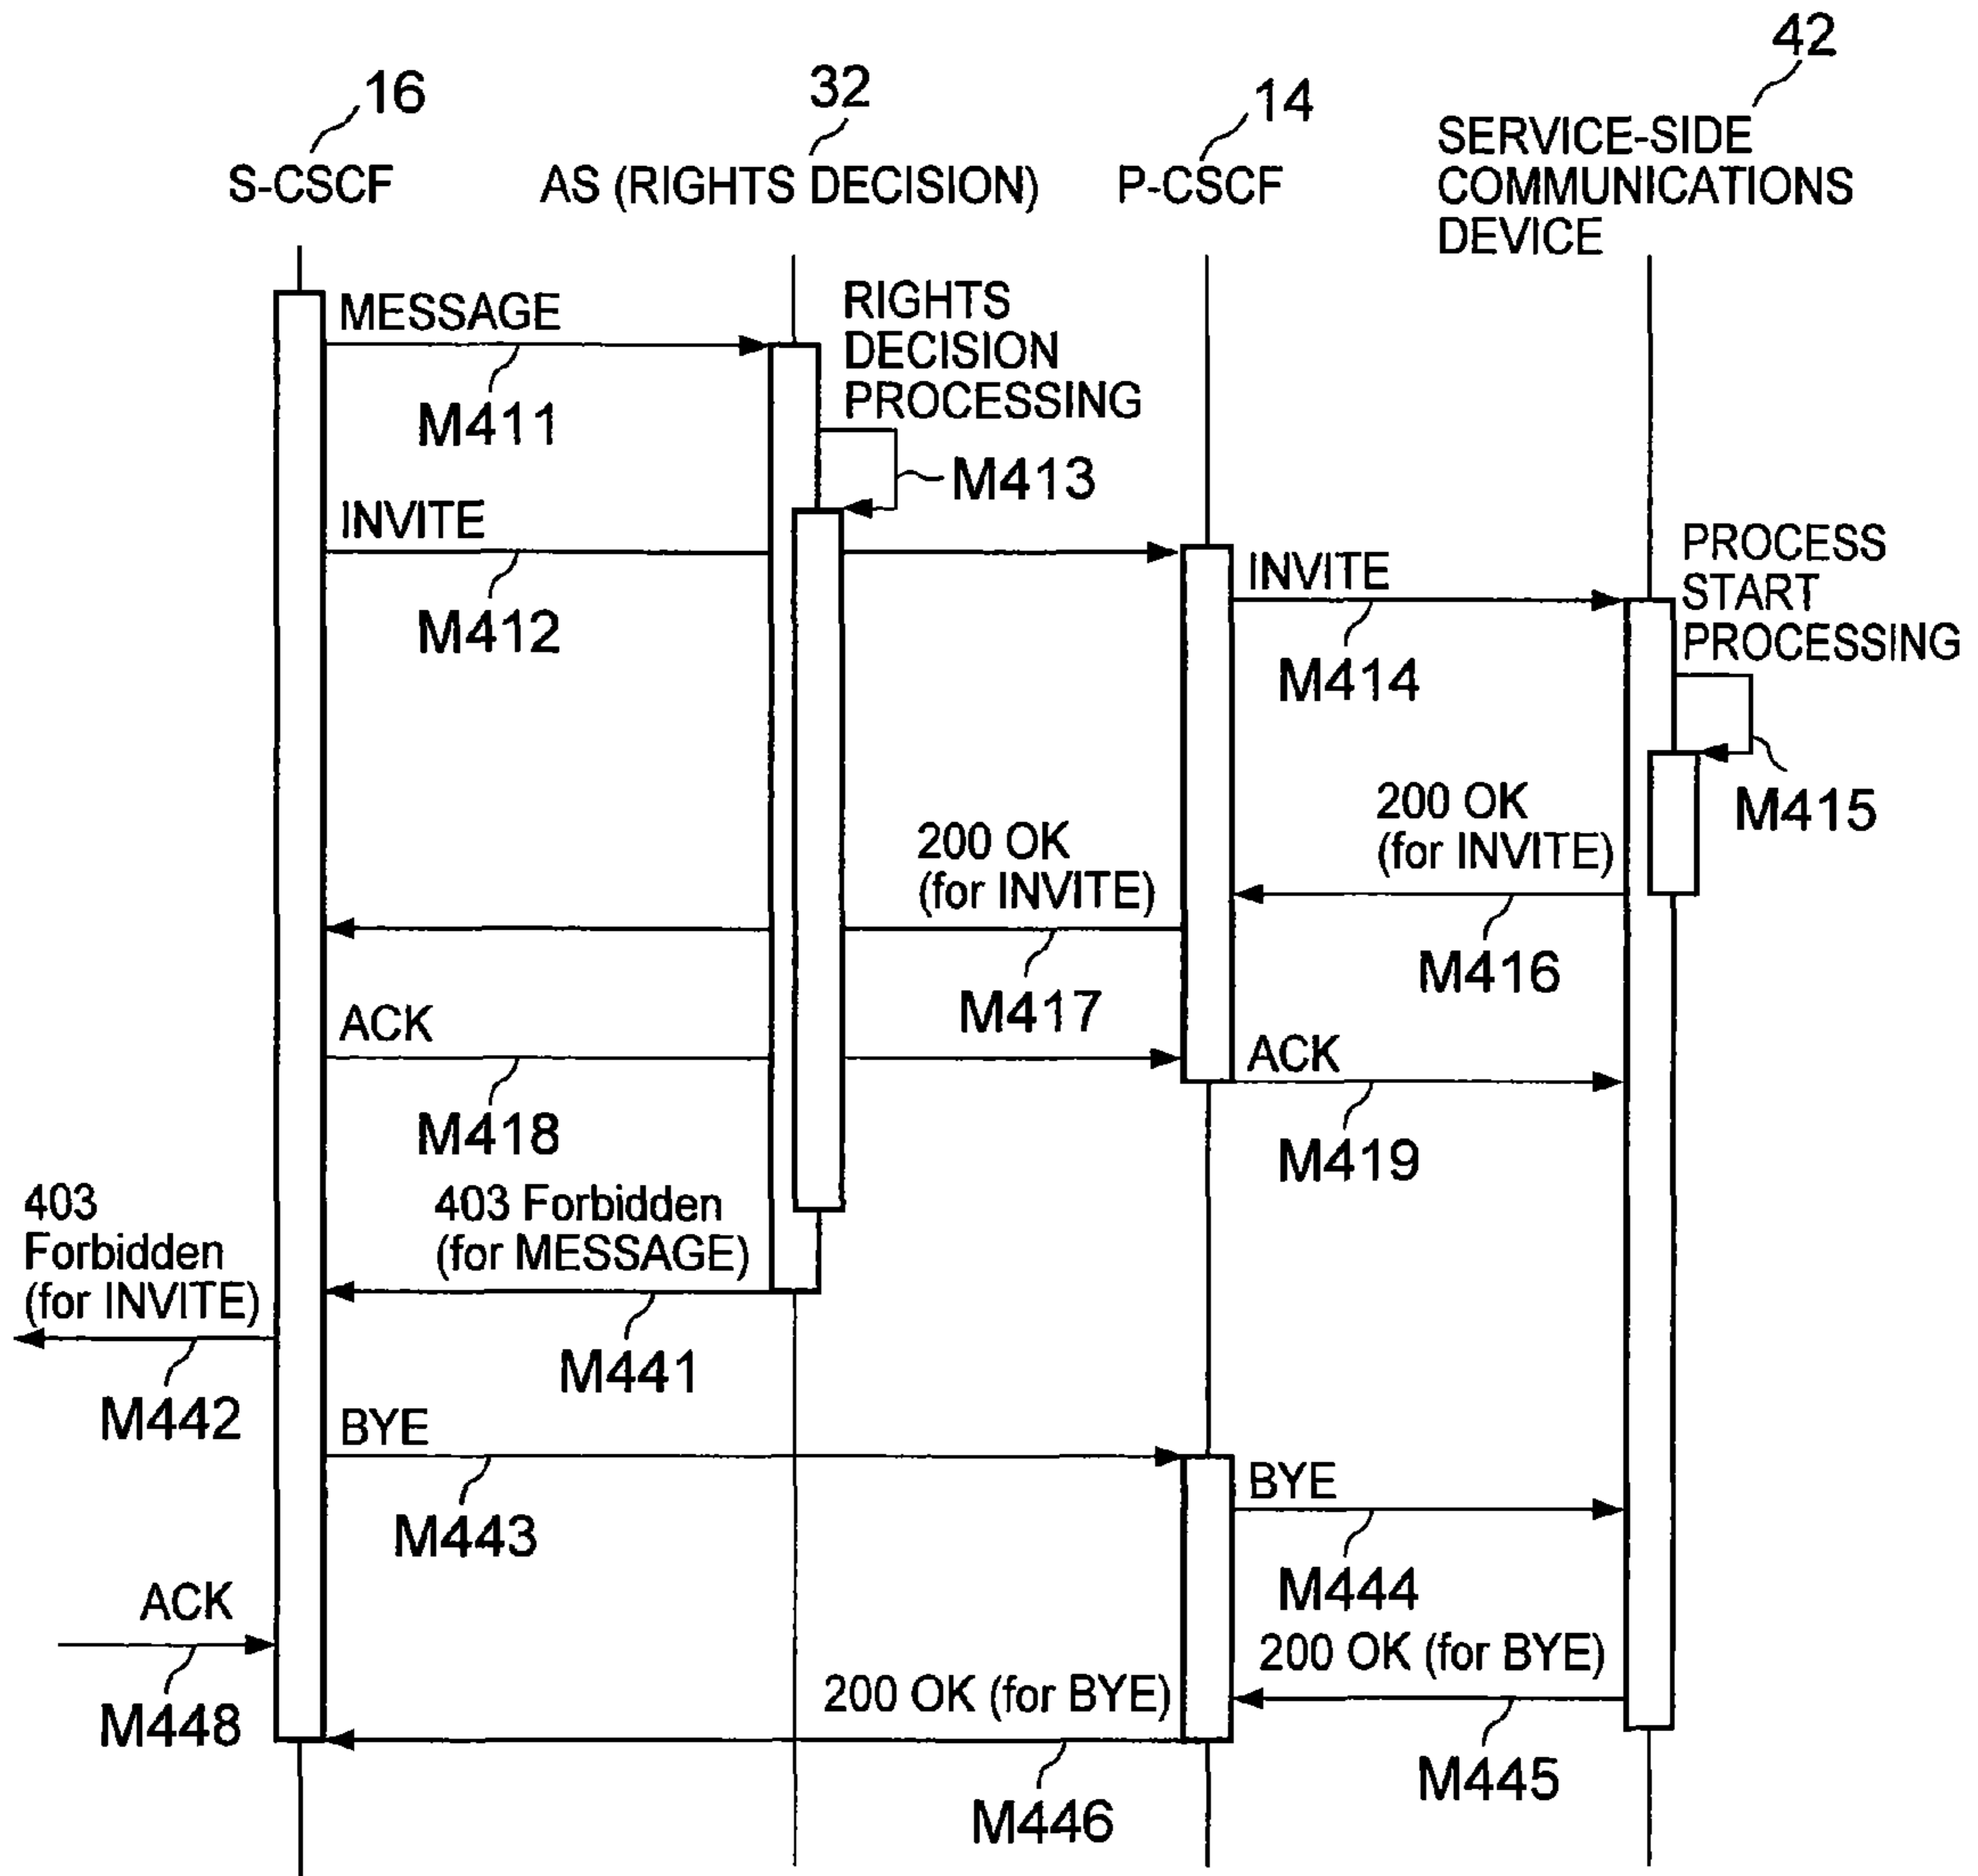 16
32
14
42
S-CSCF
AS (RIGHTS DECISION)
P-CSCF
SERVICE-SIDE
COMMUNICATIONS
DEVICE
MESSAGE
M411
RIGHTS
DECISION
PROCESSING
M413
INVITE
M412
INVITE
M414
PROCESS
START
PROCESSING
M415
200 OK
(for INVITE)
M416
200 OK
(for INVITE)
M417
ACK
M418
ACK
M419
403 Forbidden
(for MESSAGE)
M441
403
Forbidden
(for INVITE)
M442
BYE
M443
BYE
M444
ACK
M448
200 OK (for BYE)
M445
200 OK (for BYE)
M446